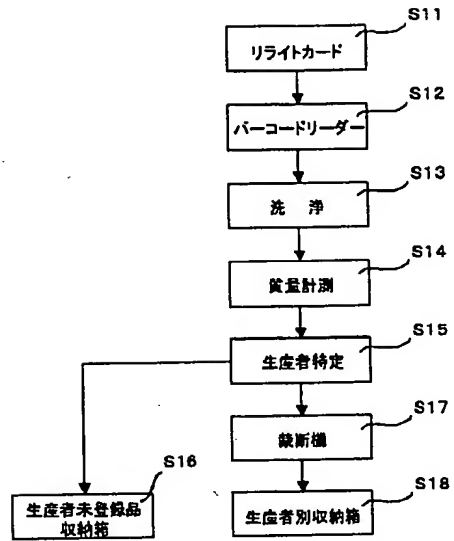 S11
リライトカード
S12
バーコードリーダー
S13
洗 浄
S14
質量計測
S15
生産者特定
S17
裁断機
S16
生産者未登録品
収納箱
S18
生産者別収納箱